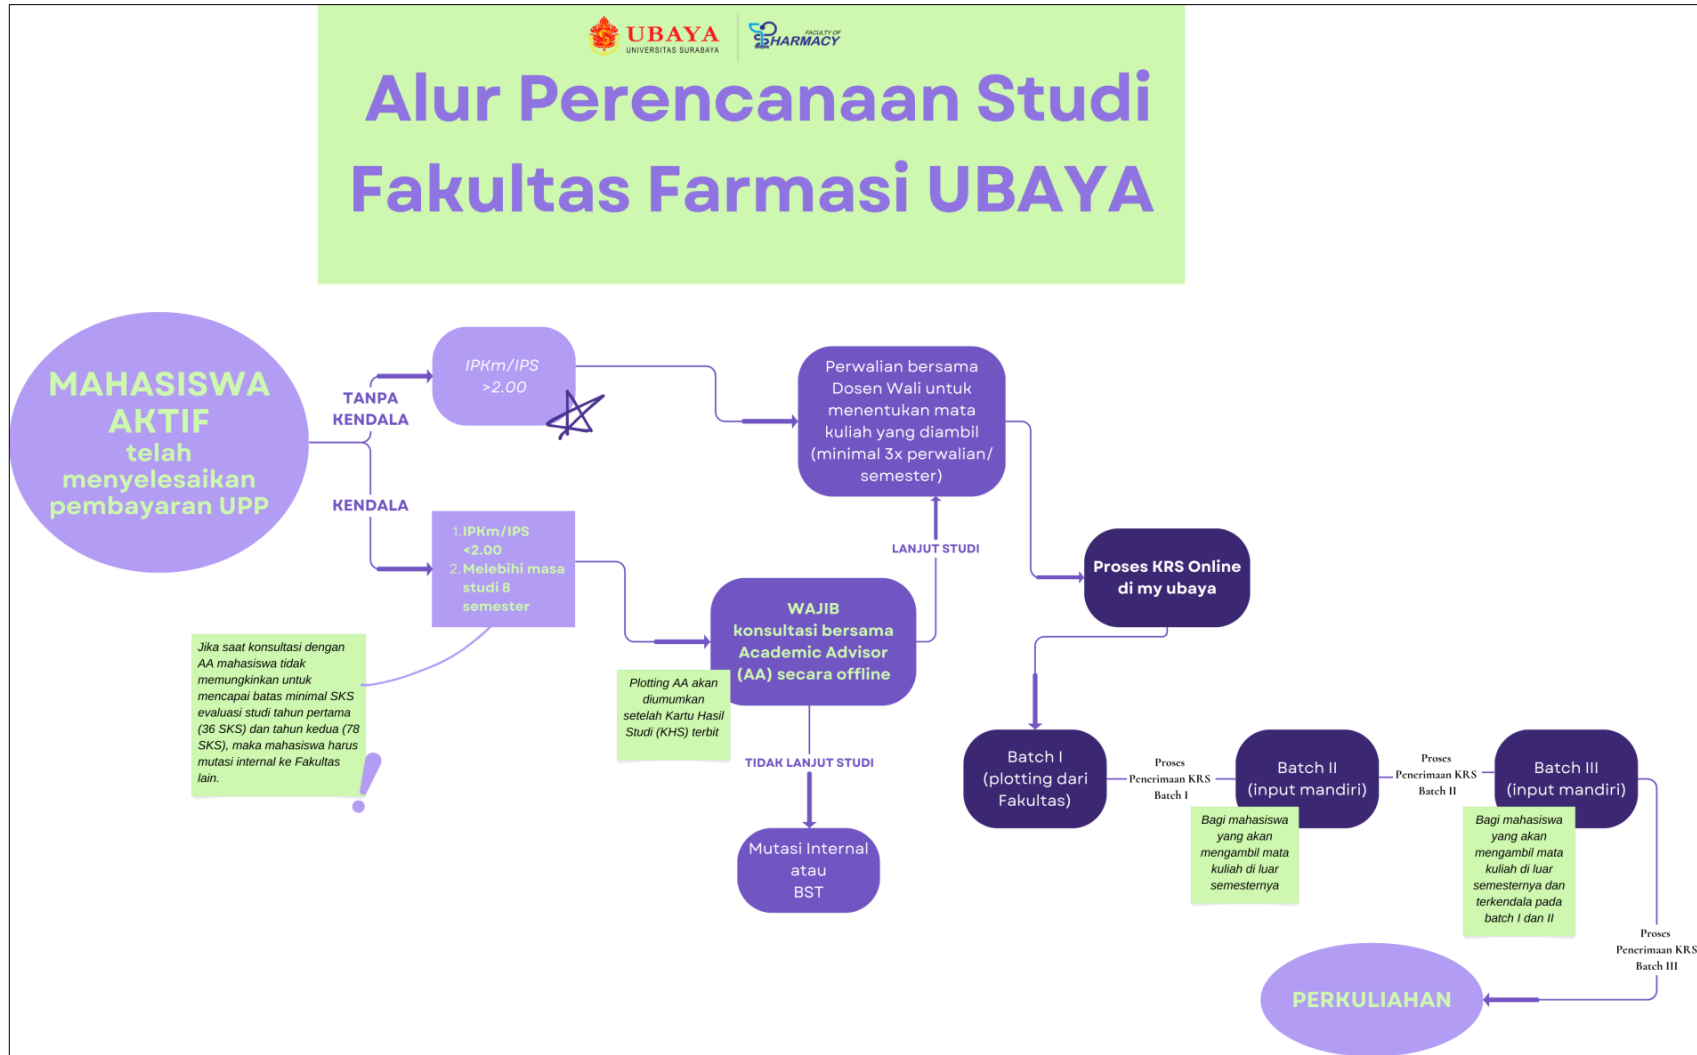 UBAYA
UNIVERSITAS SURABAYA
FACULTY OF
PHARMACY
Alur Perencanaan Studi
Fakultas Farmasi UBAYA
MAHASISWA
AKTIF
telah
menyelesaikan
pembayaran UPP
TANPA
KENDALA
IPKm/IPS
>2.00
KENDALA
1. IPKm/IPS
<2.00
2. Melebihi masa
studi 8
semester
Jika saat konsultasi dengan
AA mahasiswa tidak
memungkinkan untuk
mencapai batas minimal SKS
evaluasi studi tahun pertama
(36 SKS) dan tahun kedua (78
SKS), maka mahasiswa harus
mutasi internal ke Fakultas
lain.
!
WAJIB
konsultasi bersama
Academic Advisor
(AA) secara offline
Plotting AA akan
diumumkan
setelah Kartu Hasil
Studi (KHS) terbit
LANJUT STUDI
TIDAK LANJUT STUDI
Mutasi Internal
atau
BST
Perwalian bersama
Dosen Wali untuk
menentukan mata
kuliah yang diambil
(minimal 3x perwalian/
semester)
Proses KRS Online
di my ubaya
Batch I
(plotting dari
Fakultas)
Proses
Penerimaan KRS
Batch I
Batch II
(input mandiri)
Bagi mahasiswa
yang akan
mengambil mata
kuliah di luar
semesternya
Proses
Penerimaan KRS
Batch II
Batch III
(input mandiri)
Bagi mahasiswa
yang akan
mengambil mata
kuliah di luar
semesternya dan
terkendala pada
batch I dan II
Proses
Penerimaan KRS
Batch III
PERKULIAHAN